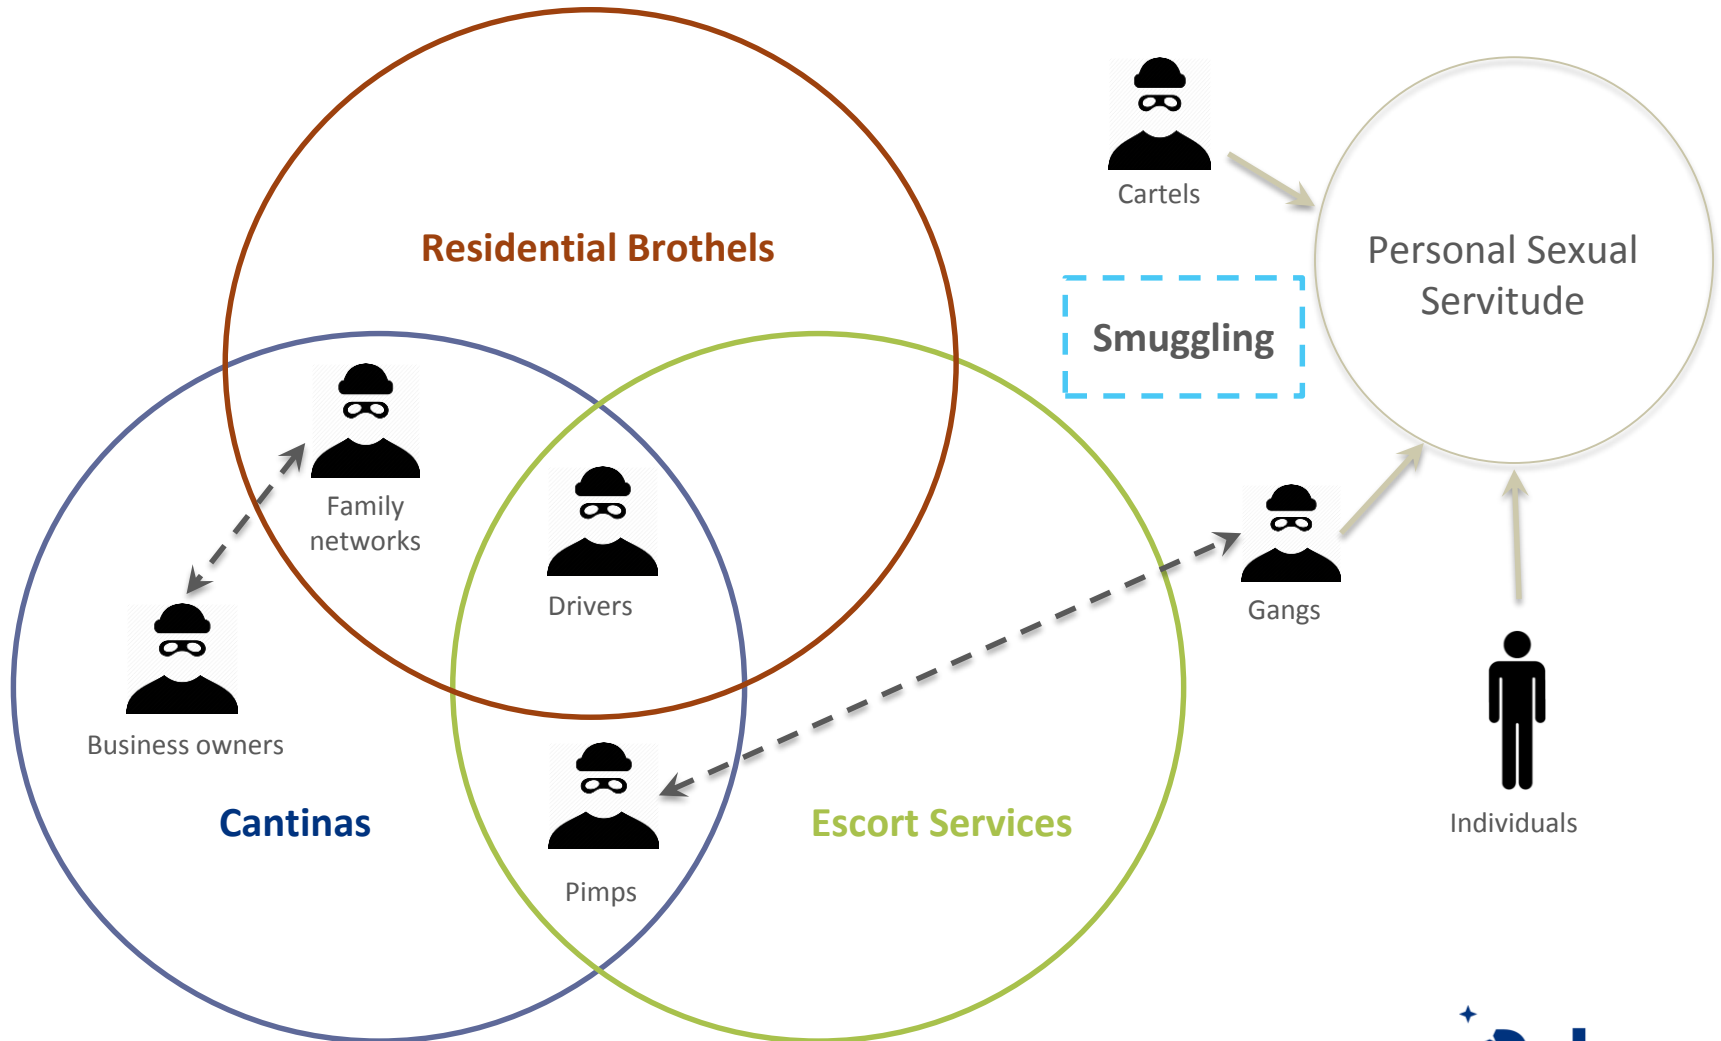 Cartels
Residential Brothels
Personal Sexual
Servitude
Smuggling
Family
networks
Drivers
Gangs
Business owners
Cantinas
Escort Services
Individuals
Pimps